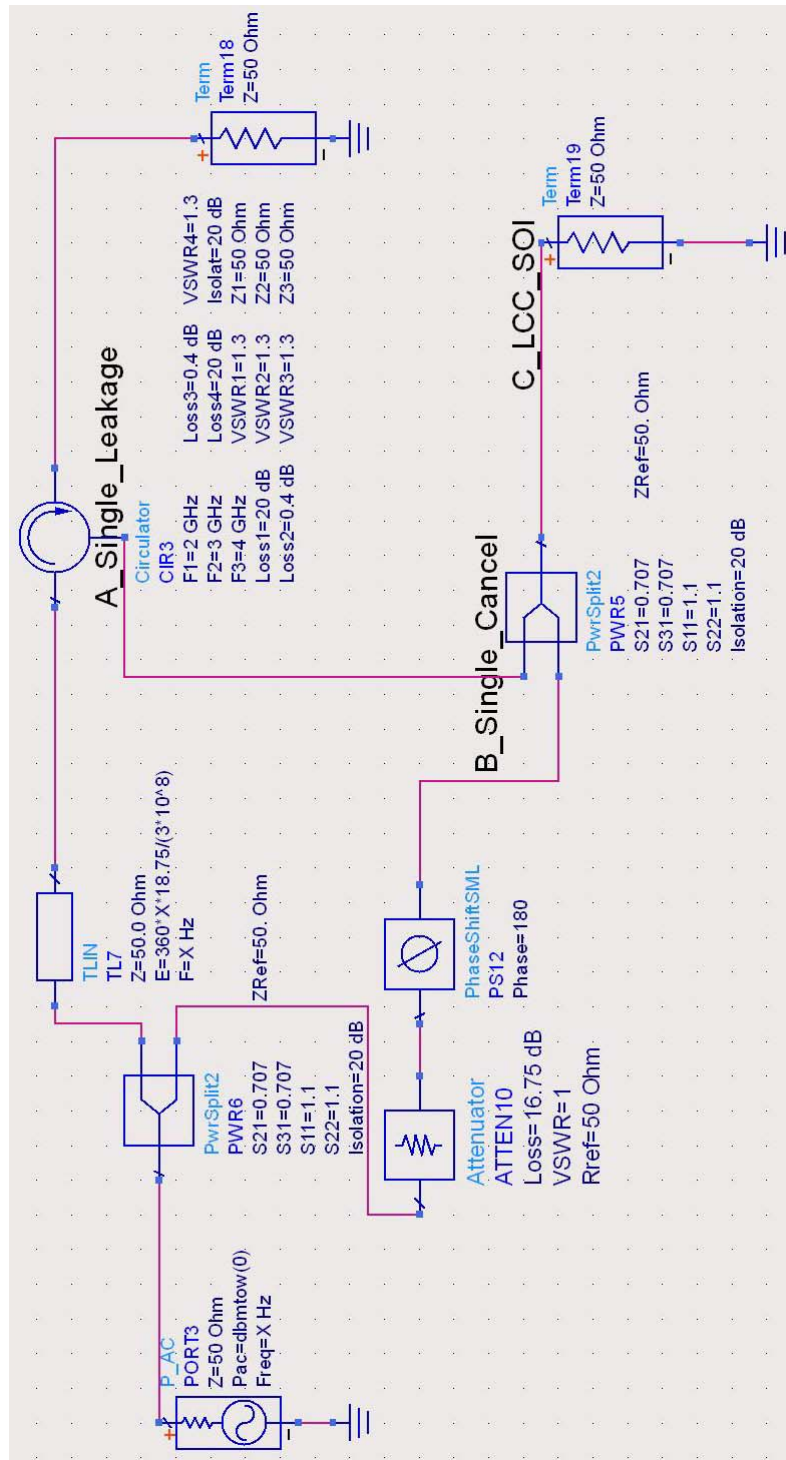 Term
Term18
Z=50 Ohm
+
-
A_Single_Leakage
Circulator
CIR3
F1=2 GHz
F2=3 GHz
F3=4 GHz
Loss1=20 dB
Loss2=0.4 dB
Loss3=0.4 dB
Loss4=20 dB
VSWR1=1.3
VSWR2=1.3
VSWR3=1.3
VSWR4=1.3
Isolat=20 dB
Z1=50 Ohm
Z2=50 Ohm
Z3=50 Ohm
Term
Term19
Z=50 Ohm
+
-
C_LCC_SOI
B_Single_Cancel
PwrSplit2
PWR5
S21=0.707
S31=0.707
S11=1.1
S22=1.1
Isolation=20 dB
ZRef=50. Ohm
TLIN
TL7
Z=50.0 Ohm
E=360*X*18.75/(3*10^8)
F=X Hz
PwrSplit2
PWR6
S21=0.707
S31=0.707
S11=1.1
S22=1.1
Isolation=20 dB
ZRef=50. Ohm
PhaseShiftSML
PS12
Phase=180
Attenuator
ATTEN10
Loss=16.75 dB
VSWR=1
Rref=50 Ohm
P_AC
PORT3
Z=50 Ohm
Pac=dbmtow(0)
Freq=X Hz
+
-